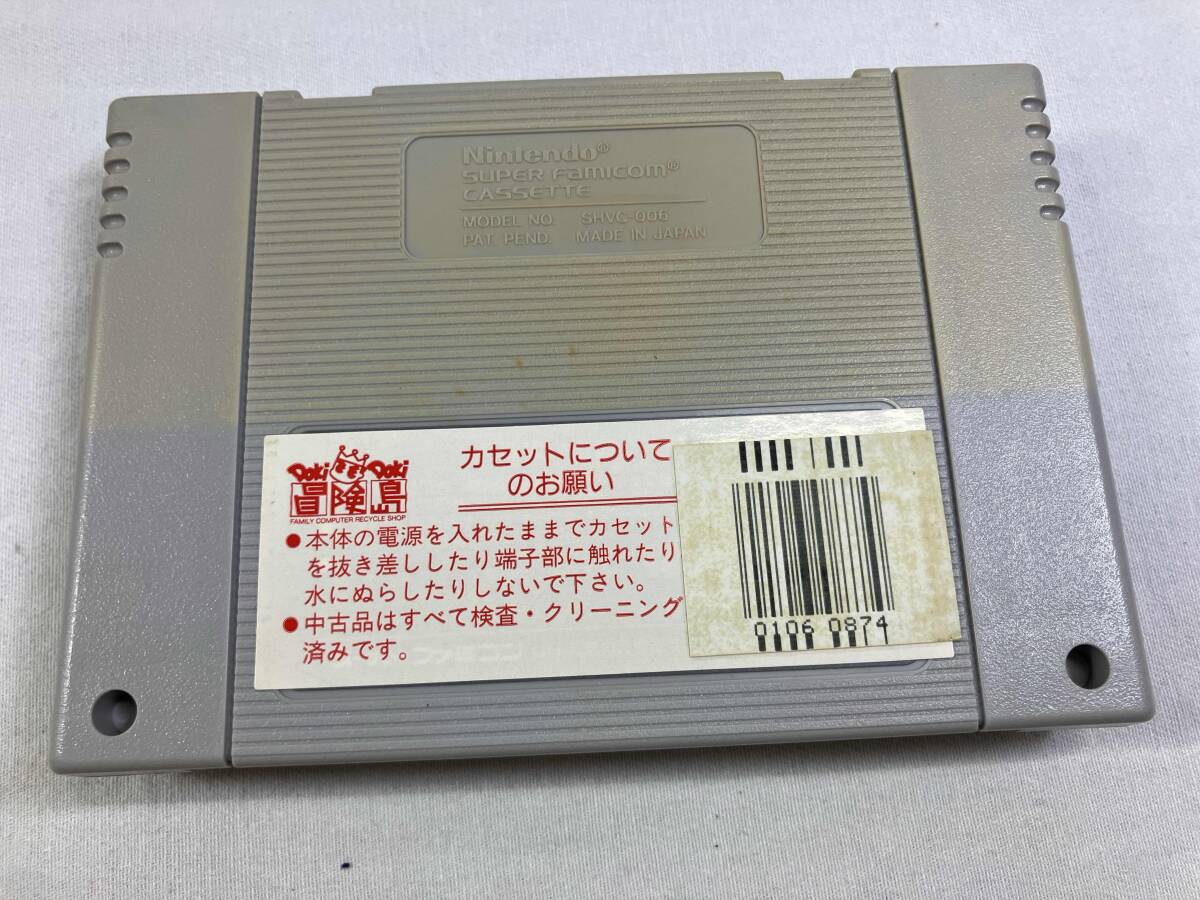 Nintendo®
SUPER Famicom®
CASSETTE
MODEL NO. SHVC-006
PAT. PEND. MADE IN JAPAN
Doki Doki
冒険島
FAMILY COMPUTER RECYCLE SHOP
カセットについて
のお願い
●本体の電源を入れたままでカセット
を抜き差ししたり端子部に触れたり
水にぬらしたりしないで下さい。
●中古品はすべて検査・クリーニング
済みです。
0106 0874